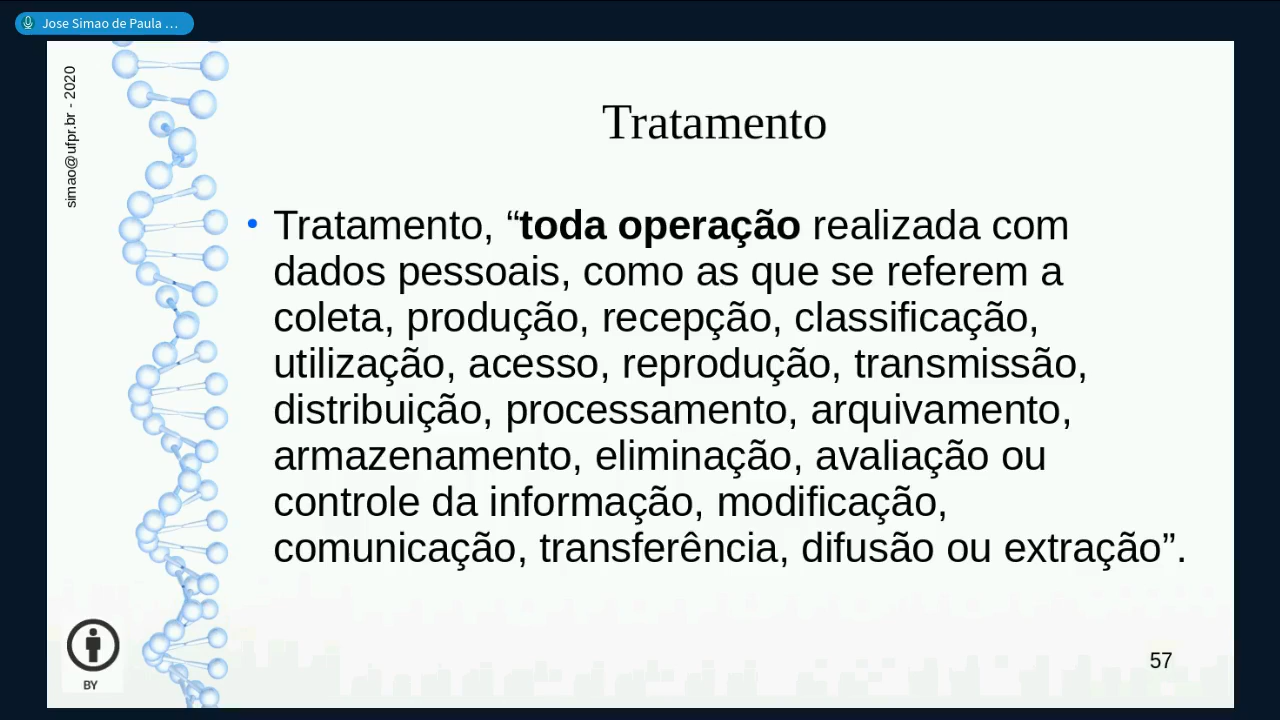 Jose Simao de Paula ...
simao@ufpr.br - 2020
Tratamento
• Tratamento, “toda operação realizada com
dados pessoais, como as que se referem a
coleta, produção, recepção, classificação,
utilização, acesso, reprodução, transmissão,
distribuição, processamento, arquivamento,
armazenamento, eliminação, avaliação ou
controle da informação, modificação,
comunicação, transferência, difusão ou extração”.
BY
57